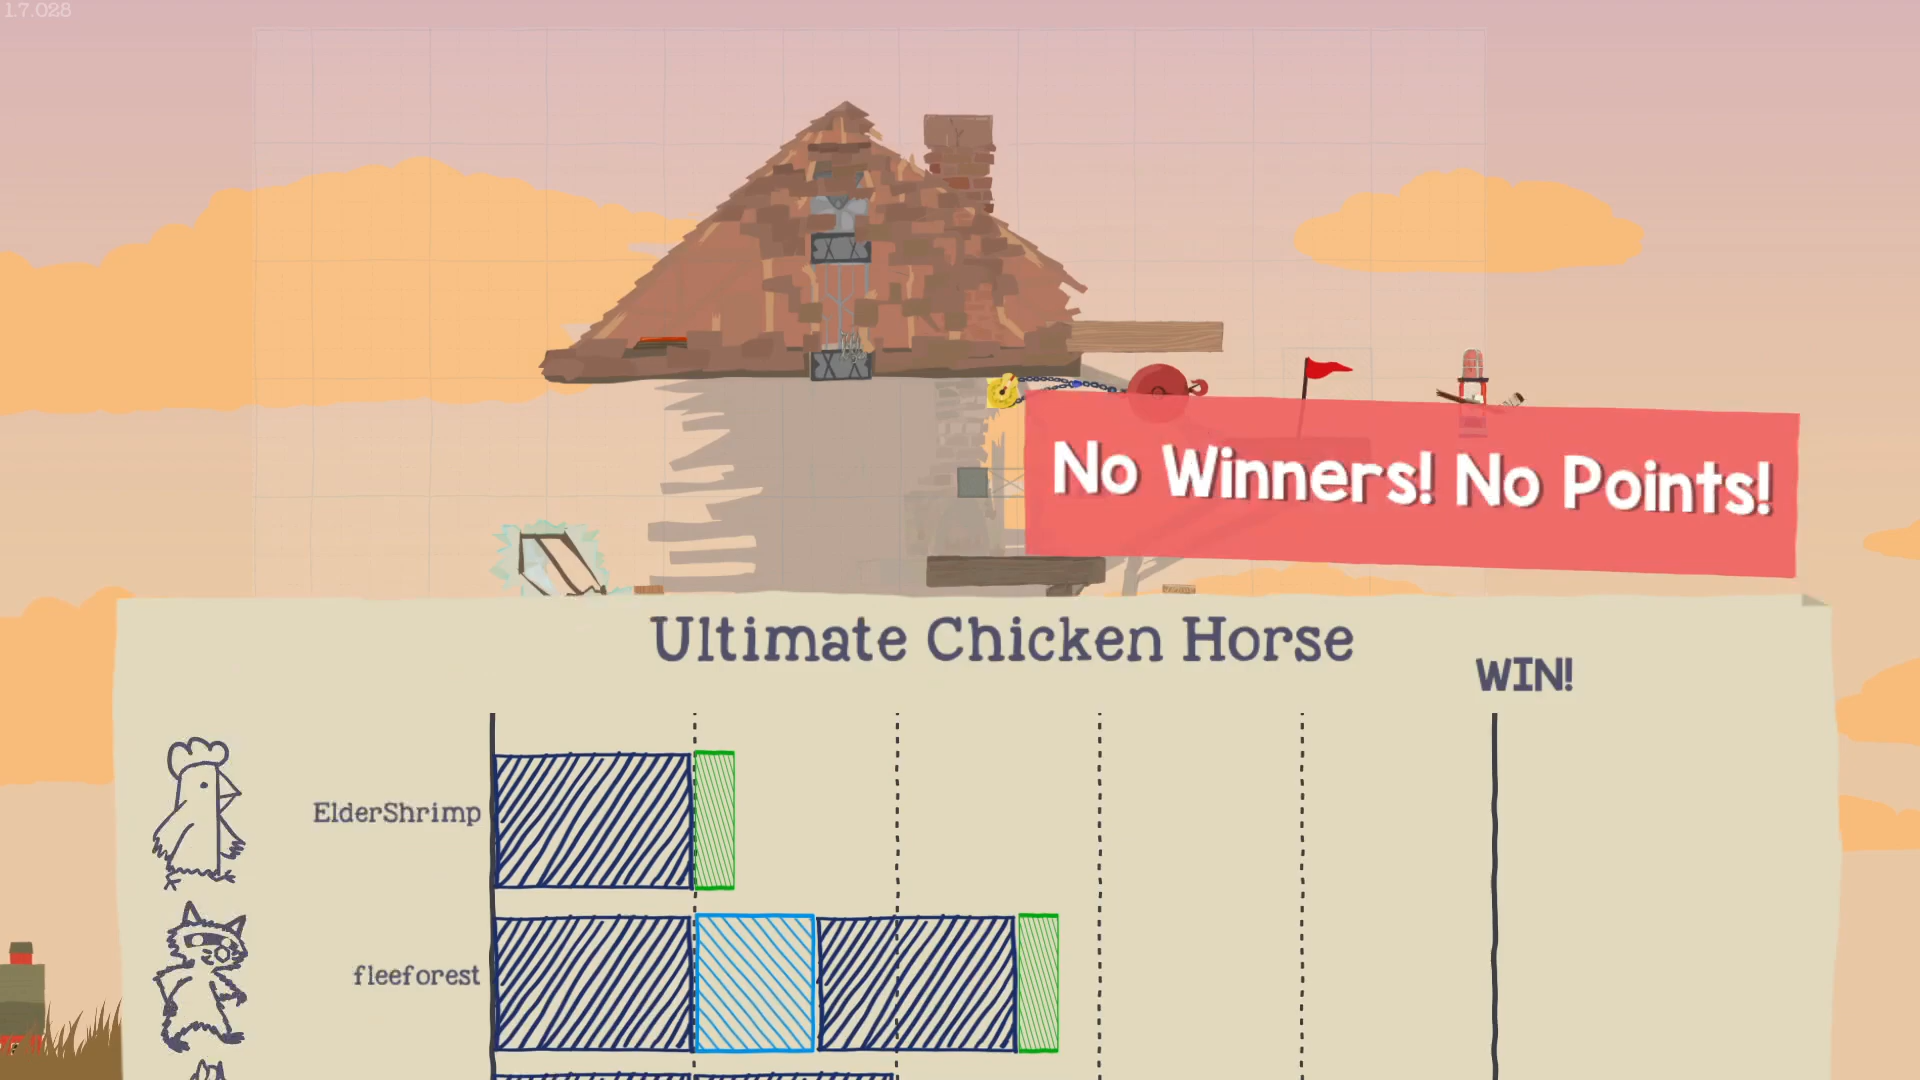 1.7.028
No Winners! No Points!
Ultimate Chicken Horse
WIN!
ElderShrimp
fleeforest